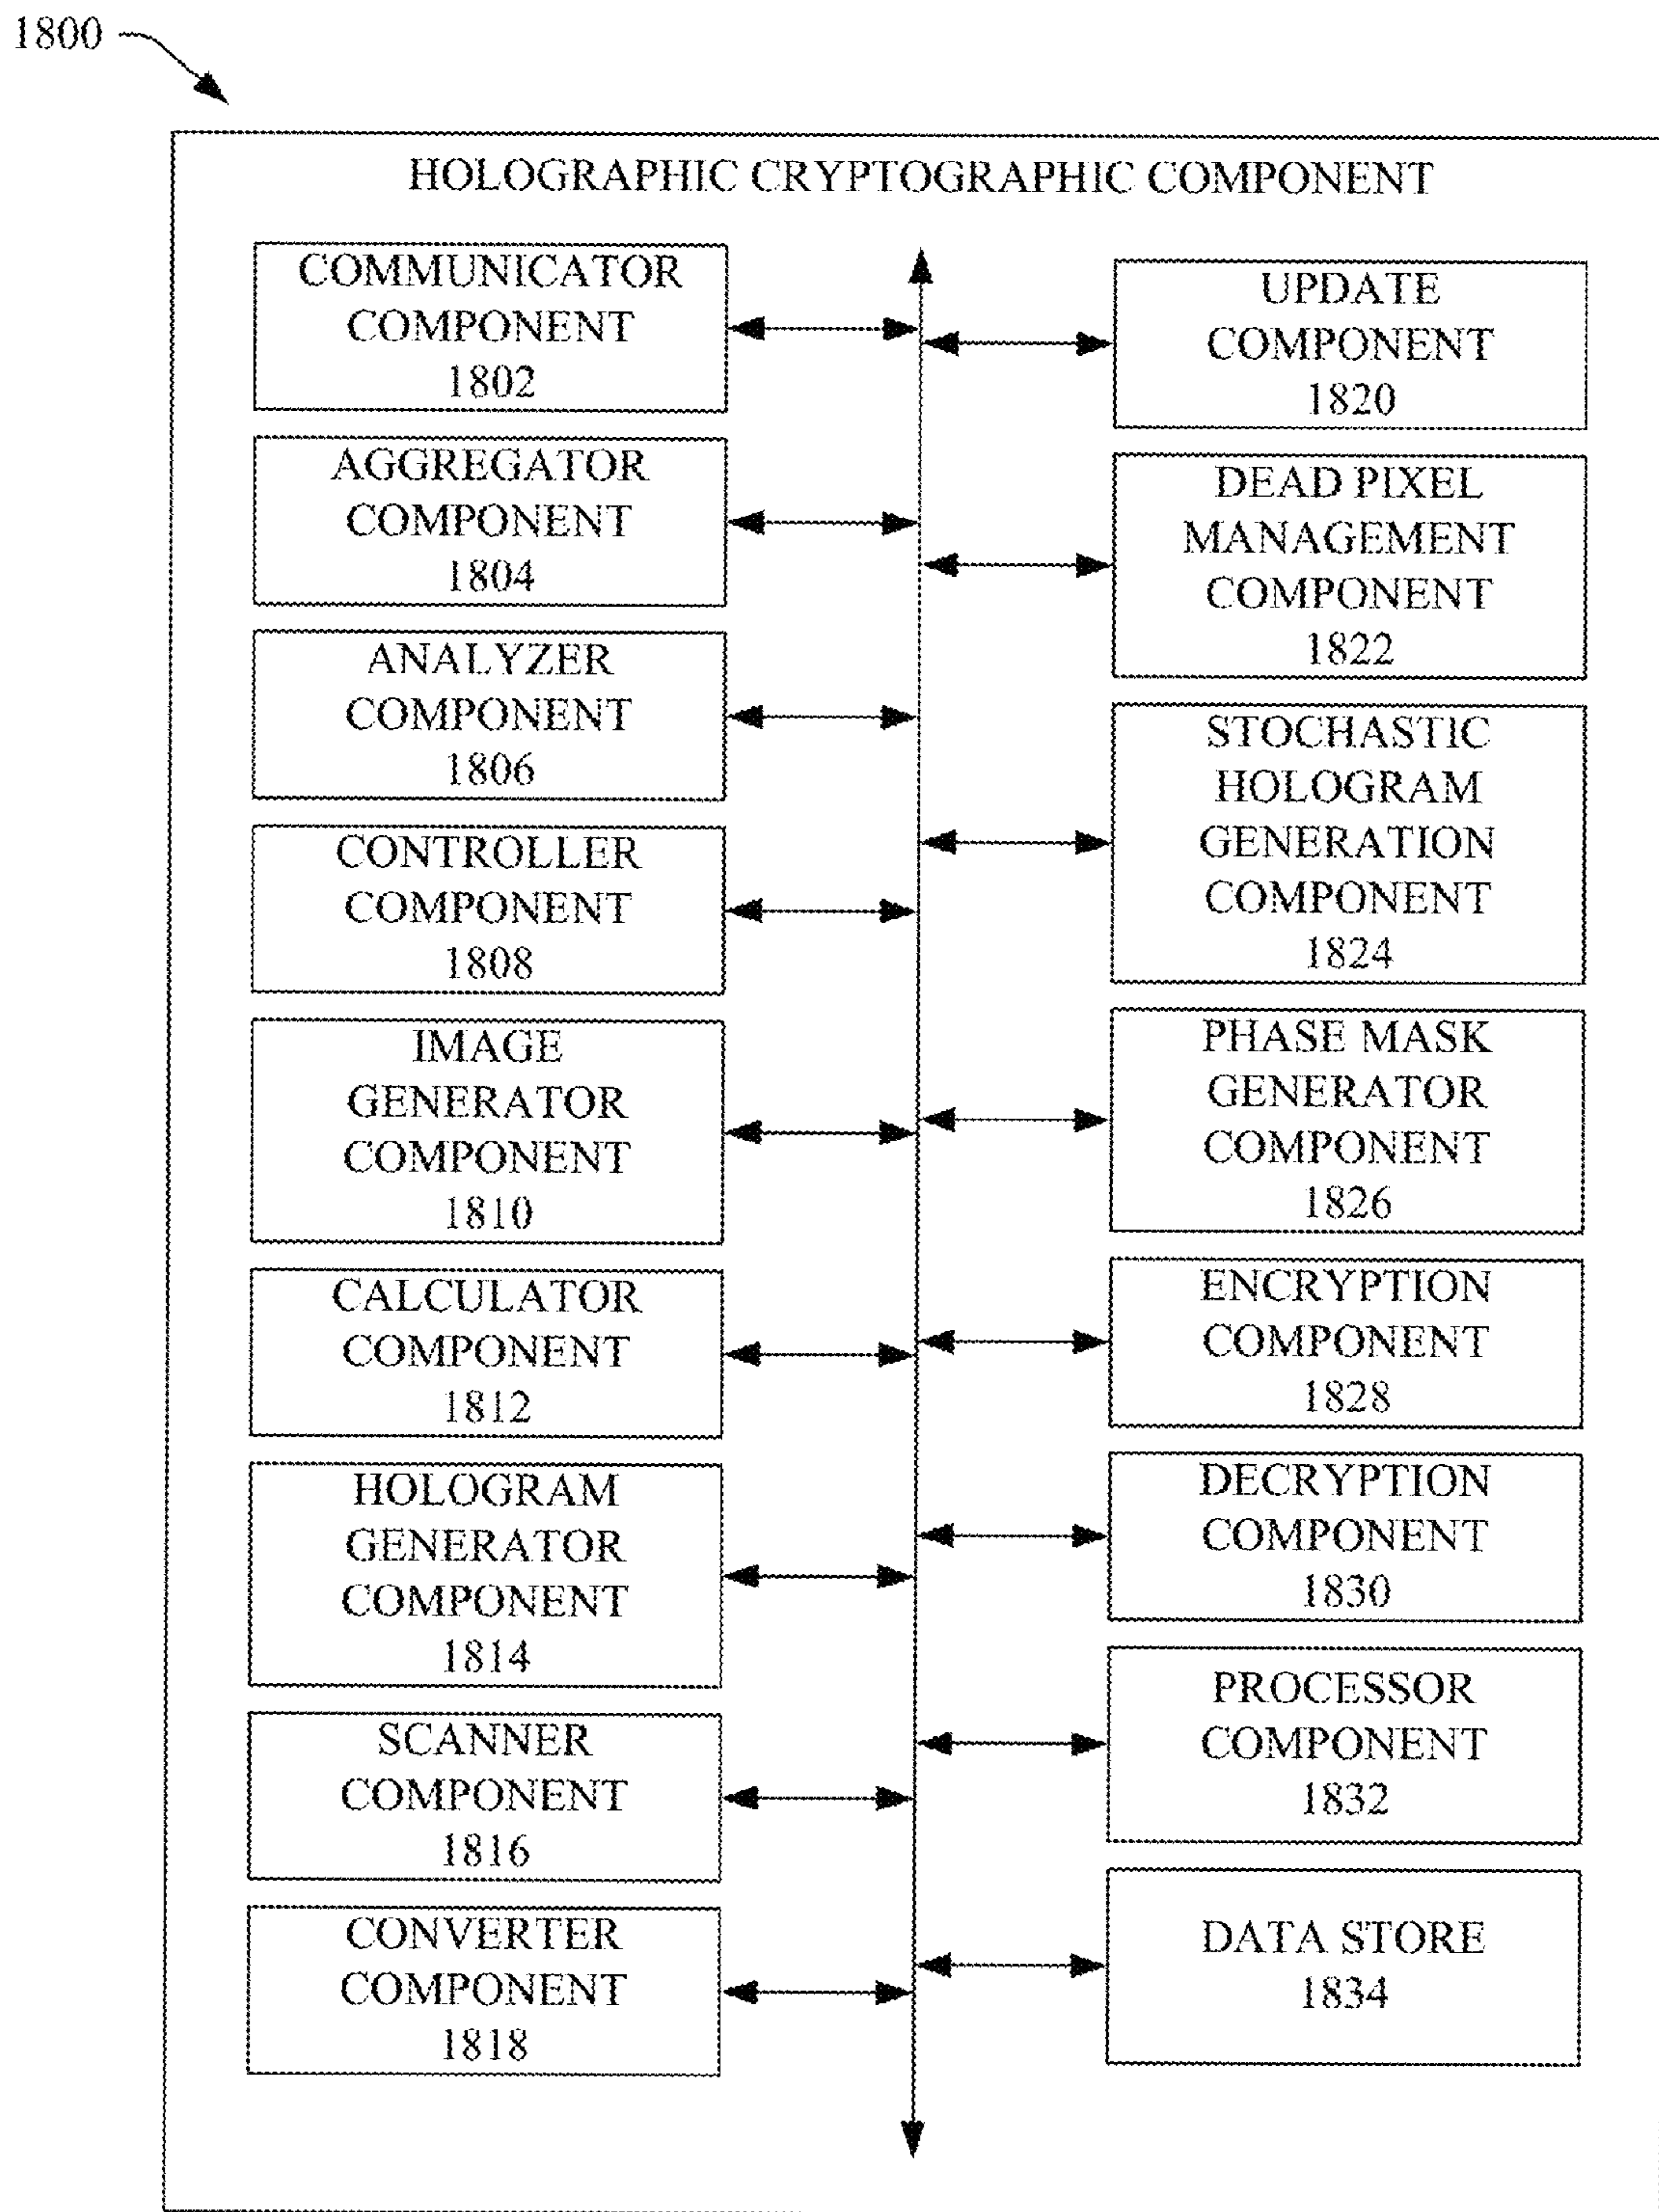 1800
HOLOGRAPHIC CRYPTOGRAPHIC COMPONENT
COMMUNICATOR
COMPONENT
1802
AGGREGATOR
COMPONENT
1804
ANALYZER
COMPONENT
1806
CONTROLLER
COMPONENT
1808
IMAGE
GENERATOR
COMPONENT
1810
CALCULATOR
COMPONENT
1812
HOLOGRAM
GENERATOR
COMPONENT
1814
SCANNER
COMPONENT
1816
CONVERTER
COMPONENT
1818
UPDATE
COMPONENT
1820
DEAD PIXEL
MANAGEMENT
COMPONENT
1822
STOCHASTIC
HOLOGRAM
GENERATION
COMPONENT
1824
PHASE MASK
GENERATOR
COMPONENT
1826
ENCRYPTION
COMPONENT
1828
DECRYPTION
COMPONENT
1830
PROCESSOR
COMPONENT
1832
DATA STORE
1834